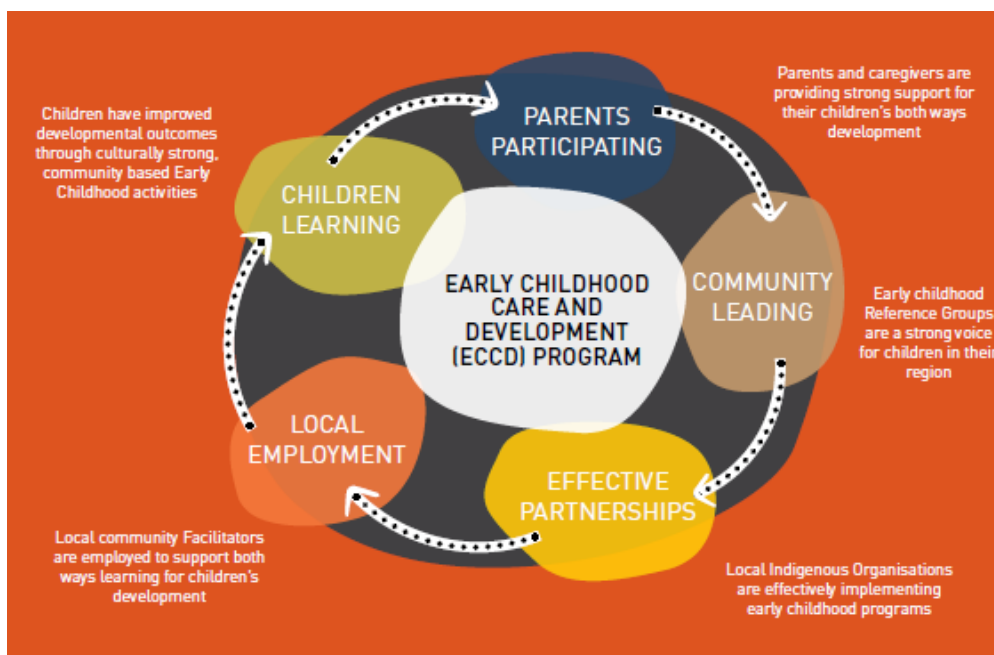 Children have improved
developmental outcomes
through culturally strong,
community based Early
Childhood activities
PARENTS
PARTICIPATING
Parents and caregivers are
providing strong support for
their children's both ways
development
CHILDREN
LEARNING
EARLY CHILDHOOD
CARE AND
DEVELOPMENT
(ECCD) PROGRAM
COMMUNITY
LEADING
Early childhood
Reference Groups
are a strong voice
for children in their
region
LOCAL
EMPLOYMENT
EFFECTIVE
PARTNERSHIPS
Local community Facilitators
are employed to support both
ways learning for children's
development
Local Indigenous Organisations
are effectively implementing
early childhood programs